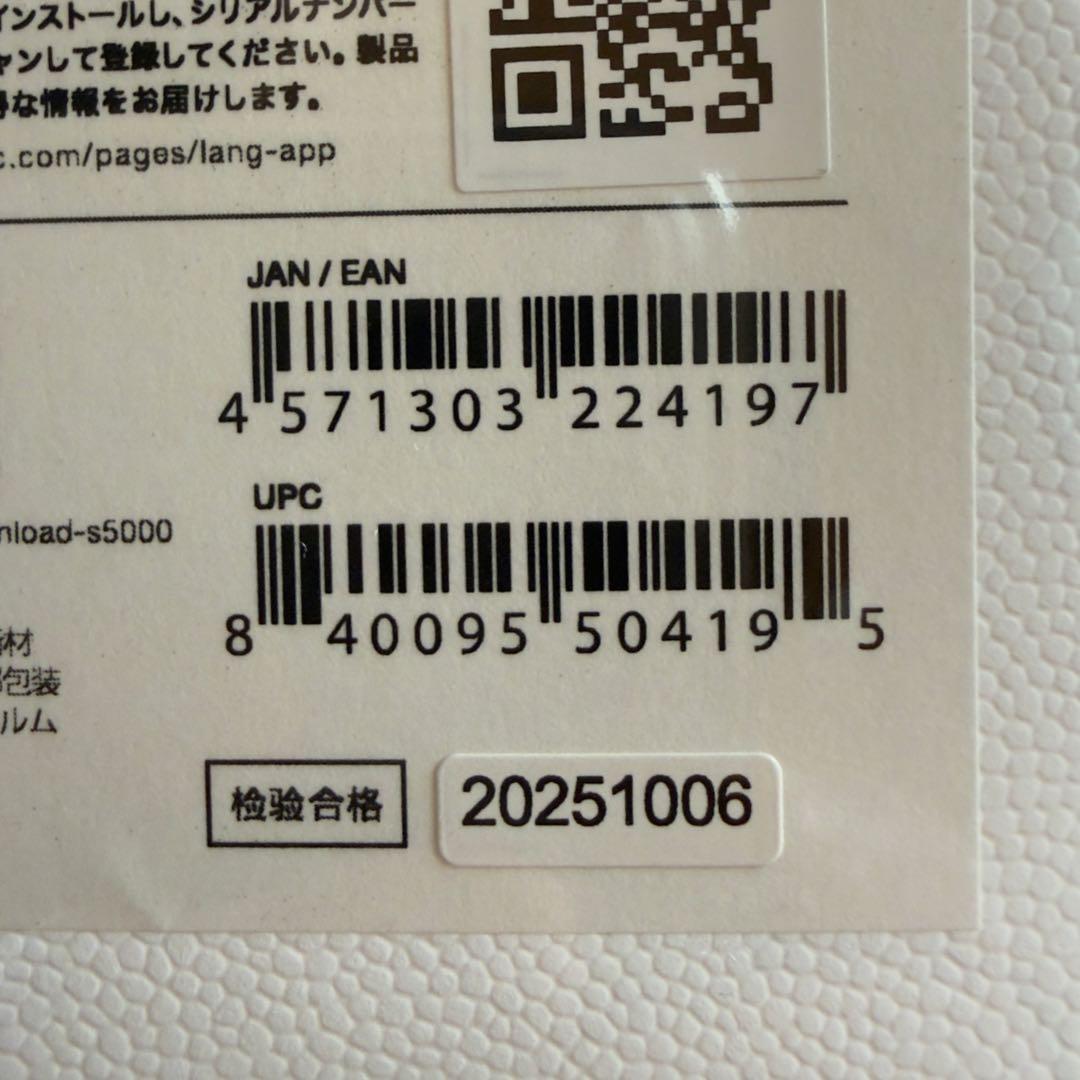 インストールし、シリアルナンバー
ャンして登録してください。製品
得な情報をお届けします。
c.com/pages/lang-app
JAN / EAN
4 571303 224197
UPC
nload-s5000
8 40095 50419 5
材
包装
ルム
检验合格
20251006